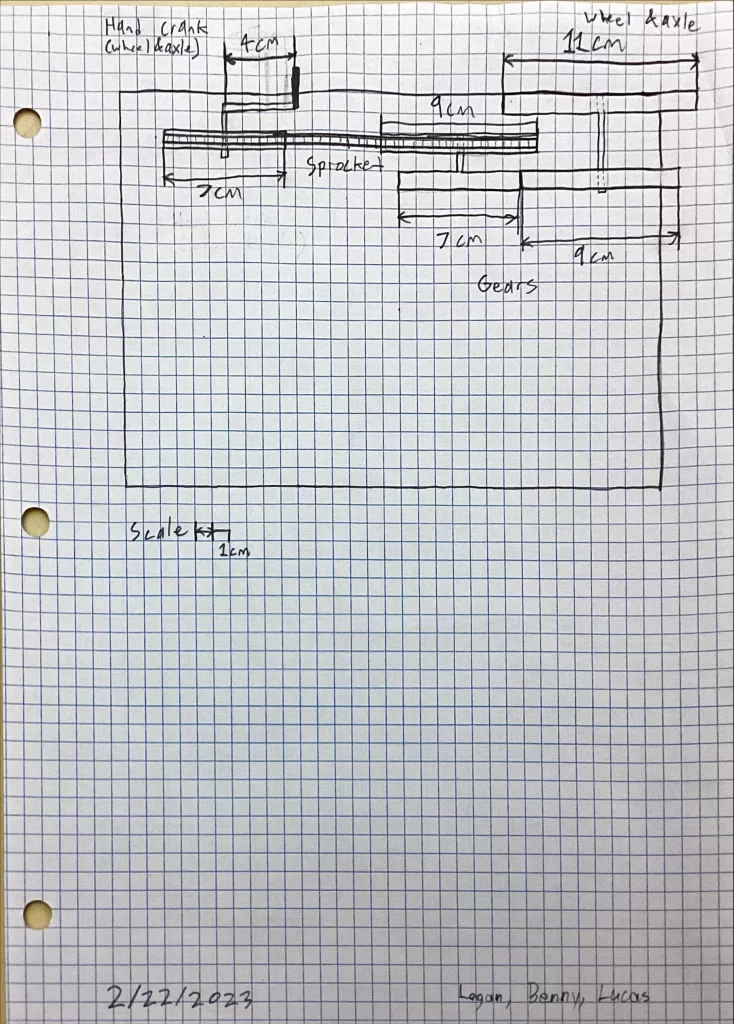 Hand Crank
(wheel &axle)
4cm
wheel &axle
11cm
9cm
Sprocket
7cm
7cm
9cm
Gears
Scale
1cm
2/22/2023
Logan, Benny, Lucas